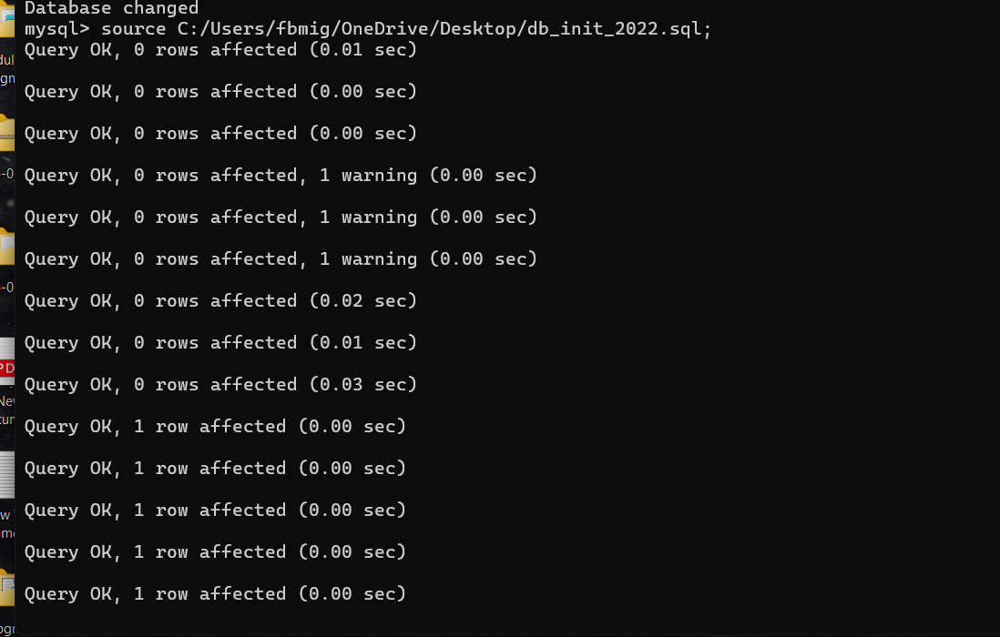 Database changed
mysql> source C:/Users/fbmig/OneDrive/Desktop/db_init_2022.sql;
Query OK, 0 rows affected (0.01 sec)
Query OK, 0 rows affected (0.00 sec)
Query OK, 0 rows affected (0.00 sec)
Query OK, 0 rows affected, 1 warning (0.00 sec)
Query OK, 0 rows affected, 1 warning (0.00 sec)
Query OK, 0 rows affected, 1 warning (0.00 sec)
Query OK, 0 rows affected (0.02 sec)
Query OK, 0 rows affected (0.01 sec)
Query OK, 0 rows affected (0.03 sec)
Query OK, 1 row affected (0.00 sec)
Query OK, 1 row affected (0.00 sec)
Query OK, 1 row affected (0.00 sec)
Query OK, 1 row affected (0.00 sec)
Query OK, 1 row affected (0.00 sec)